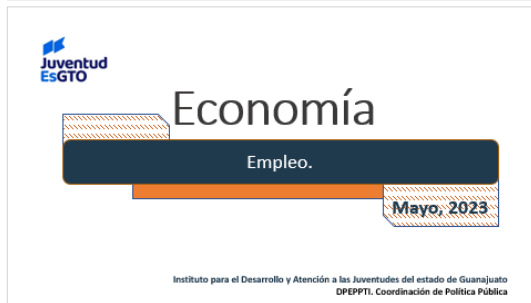 Juventud
EsGTO
Economía
Empleo.
Mayo, 2023
Instituto para el Desarrollo y Atención a las Juventudes del estado de Guanajuato
DPEPPTI. Coordinación de Política Pública